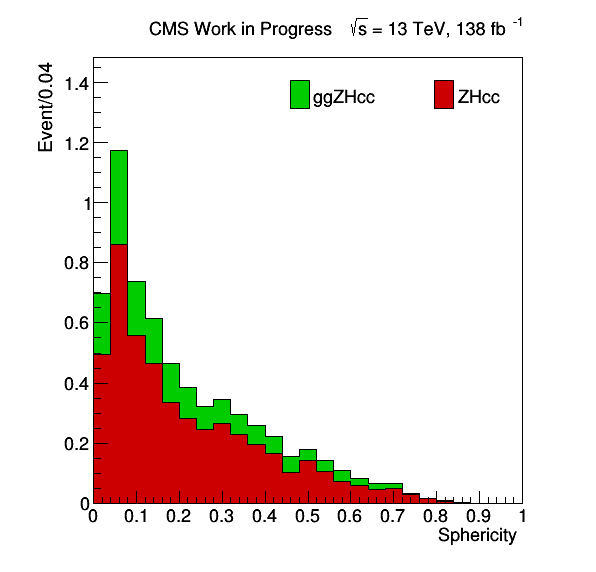 CMS Work in Progress √s = 13 TeV, 138 fb -1
Event/0.04
ggZHcc
ZHcc
1.4
1.2
1
0.8
0.6
0.4
0.2
0
0 0.1 0.2 0.3 0.4 0.5 0.6 0.7 0.8 0.9 1
Sphericity